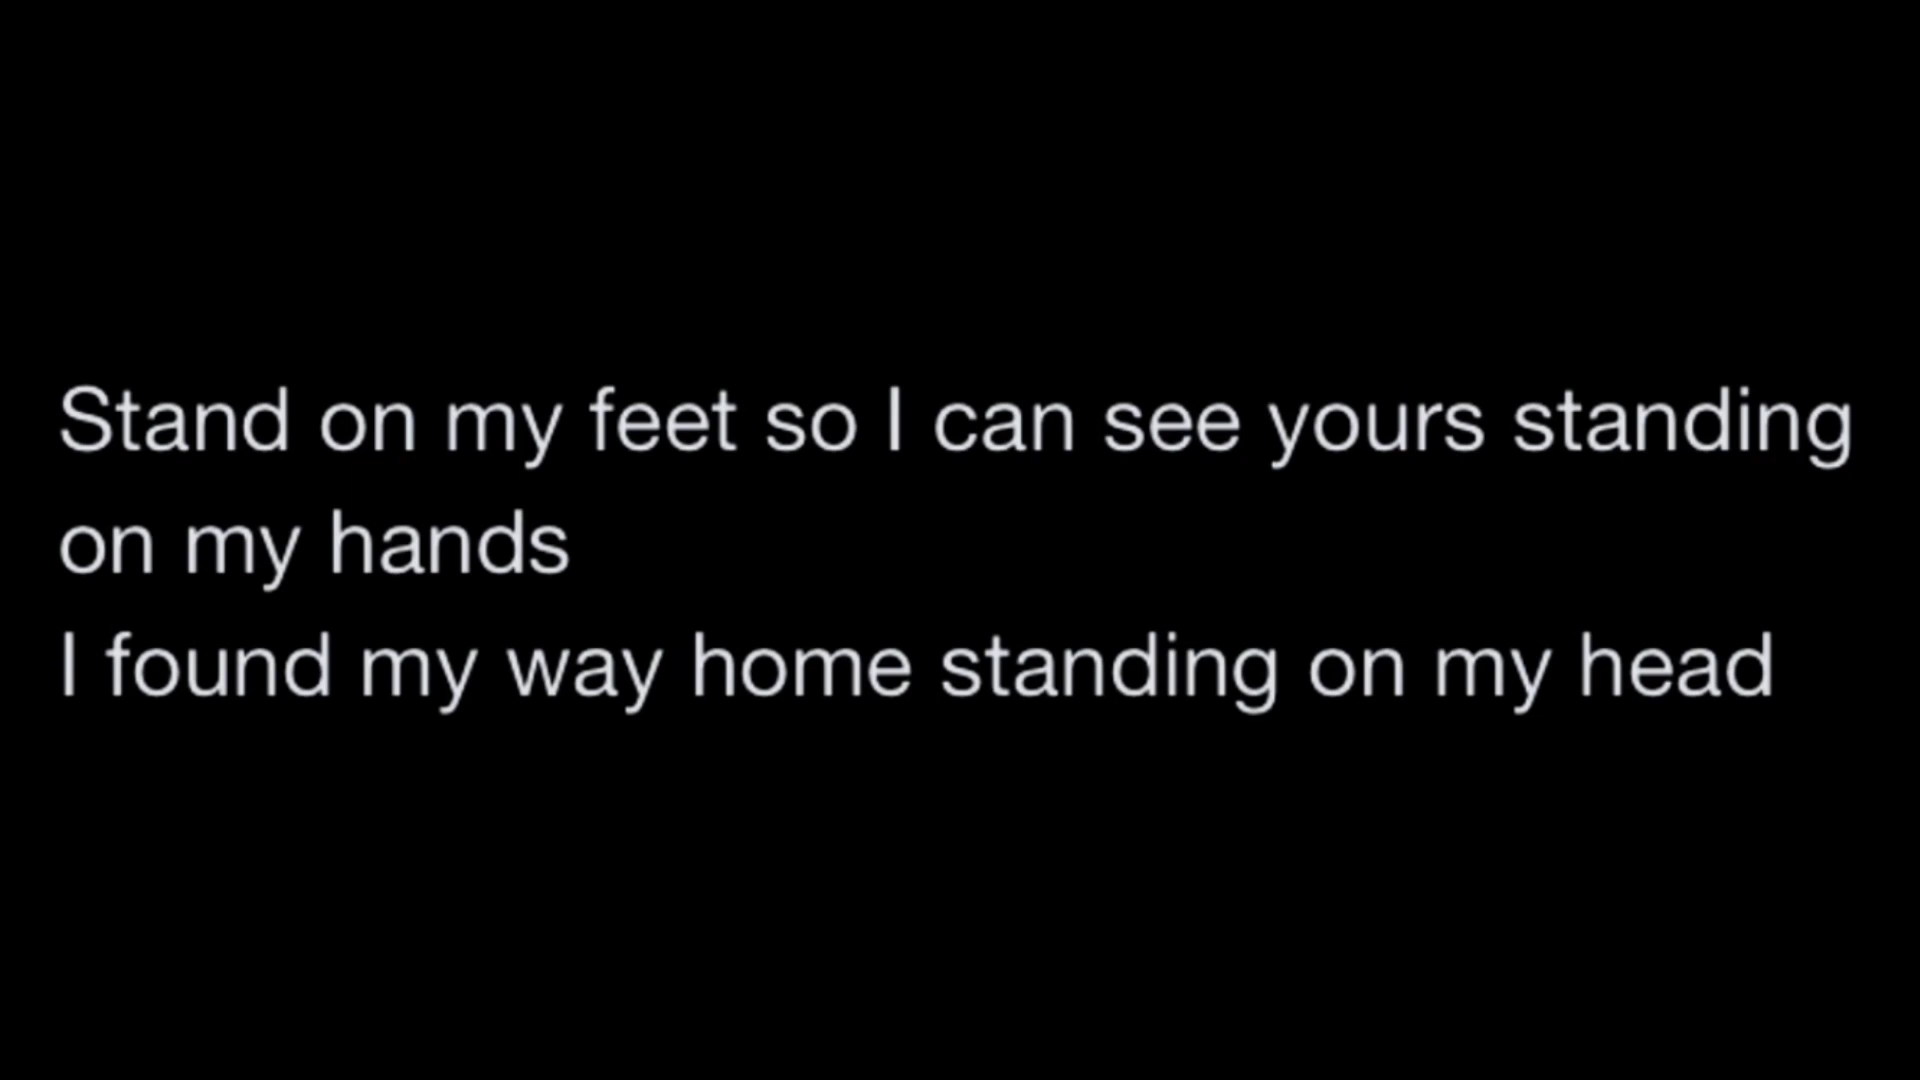 Stand on my feet so I can see yours standing
on my hands
I found my way home standing on my head